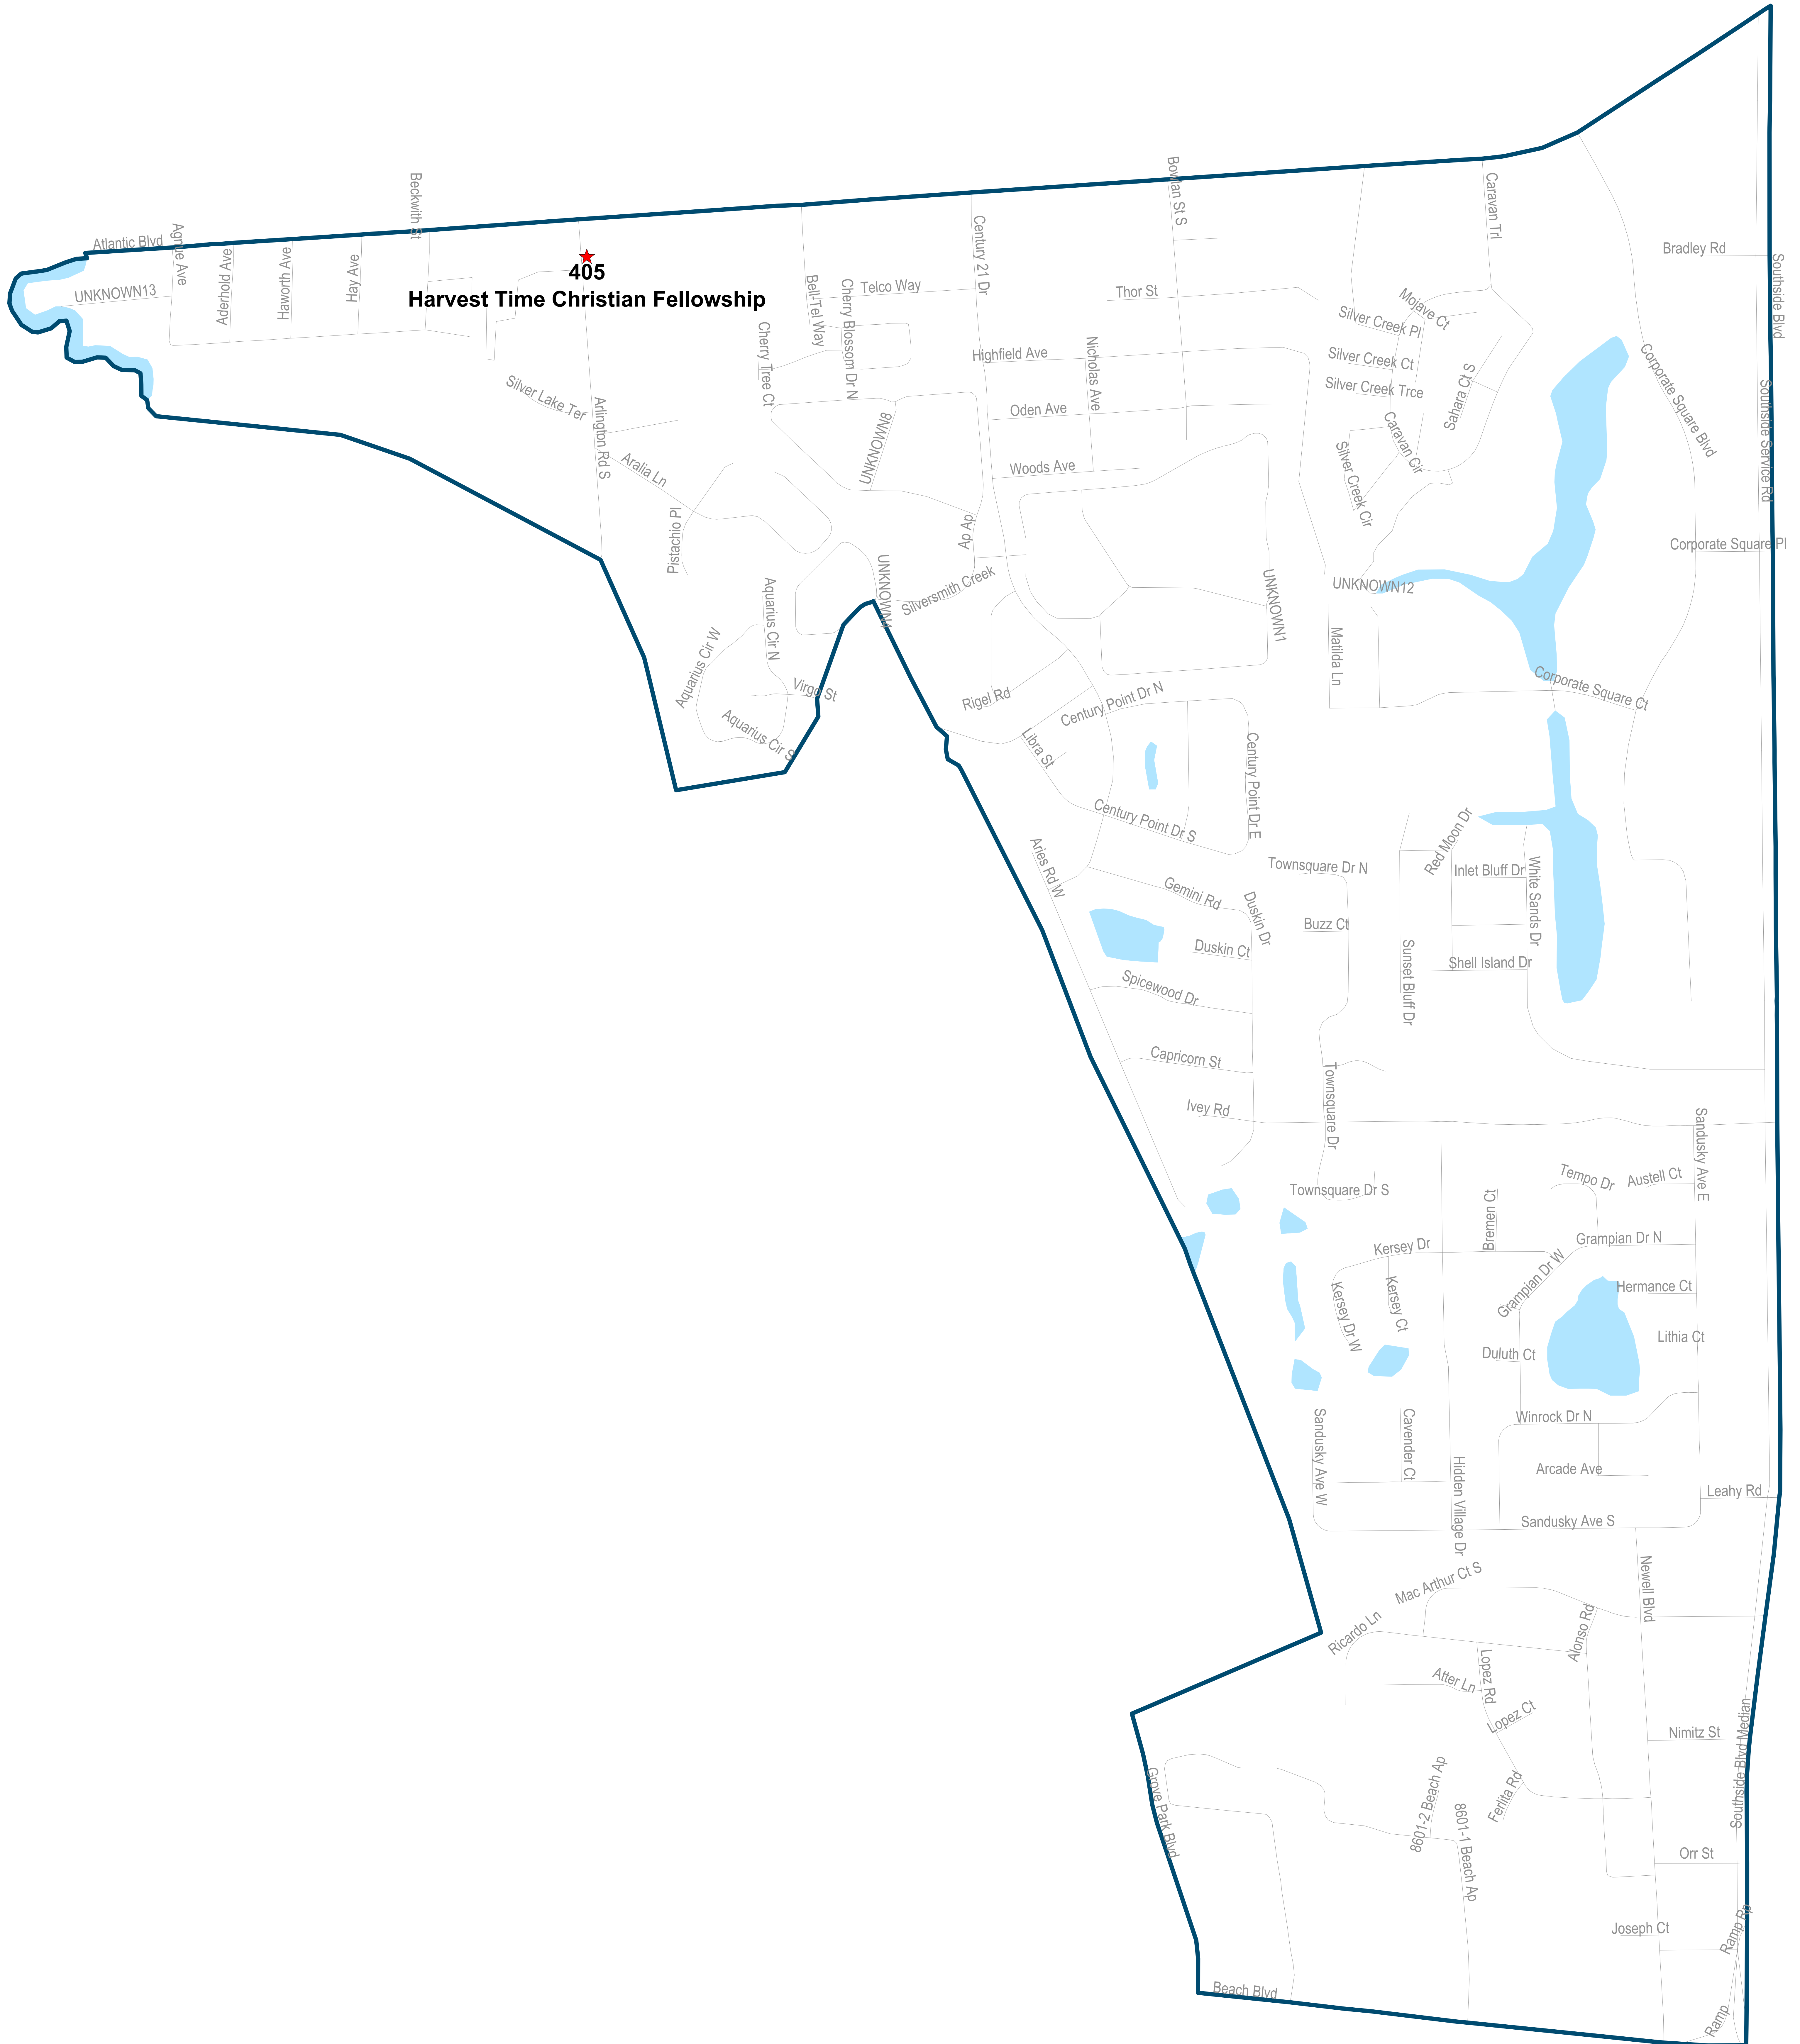 Beckwith St
Bowlan St S
Caravan Trl
Agnue Ave
Century 21 Dr
Atlantic Blvd
Bradley Rd
Southside Blvd
405
Harvest Time Christian Fellowship
Aderhold Ave
Haworth Ave
Hay Ave
UNKNOWN13
Bell-Tel Way
Cherry Blossom Dr N
Telco Way
Thor St
Mojave Ct
Silver Creek Pl
Cherry Tree Ct
Highfield Ave
Nicholas Ave
Silver Creek Ct
Corporate Square Blvd
Silver Creek Trce
Sahara Ct S
Southside Service Rd
Silver Lake Ter
Arlington Rd S
Oden Ave
UNKNOWN8
Caravan Cir
Aralia Ln
Woods Ave
Silver Creek Cir
Pistachio Pl
Ad Ap
Corporate Square Pl
UNKNOWN4
Silversmith Creek
UNKNOWN1
UNKNOWN12
Aquarius Cir W
Aquarius Cir N
Matilda Ln
Virgo St
Rigel Rd
Century Point Dr N
Corporate Square Ct
Aquarius Cir S
Libra St
Century Point Dr E
Century Point Dr S
Aries Rd W
Townsquare Dr N
Red Moon Dr
Inlet Bluff Dr
White Sands Dr
Gemini Rd
Duskin Dr
Buzz Ct
Duskin Ct
Sunset Bluff Dr
Shell Island Dr
Spicewood Dr
Capricorn St
Townsquare Dr
Ivey Rd
Sandusky Ave E
Tempo Dr
Austell Ct
Townsquare Dr S
Bremen Ct
Kersey Dr
Grampian Dr N
Grampian Dr W
Hermance Ct
Kersey Dr W
Kersey Ct
Lithia Ct
Duluth Ct
Sandusky Ave W
Cavender Ct
Winrock Dr N
Hidden Village Dr
Arcade Ave
Leahy Rd
Sandusky Ave S
Newell Blvd
Mac Arthur Ct S
Ricardo Ln
Alonso Rd
Lopez Rd
Atter Ln
Lopez Ct
Nimitz St
Southside Blvd Median
Grove Park Blvd
8601-2 Beach Ap
Ferlita Rd
8601-1 Beach Ap
Orr St
Joseph Ct
Ramp Rp
Beach Blvd
Ramp